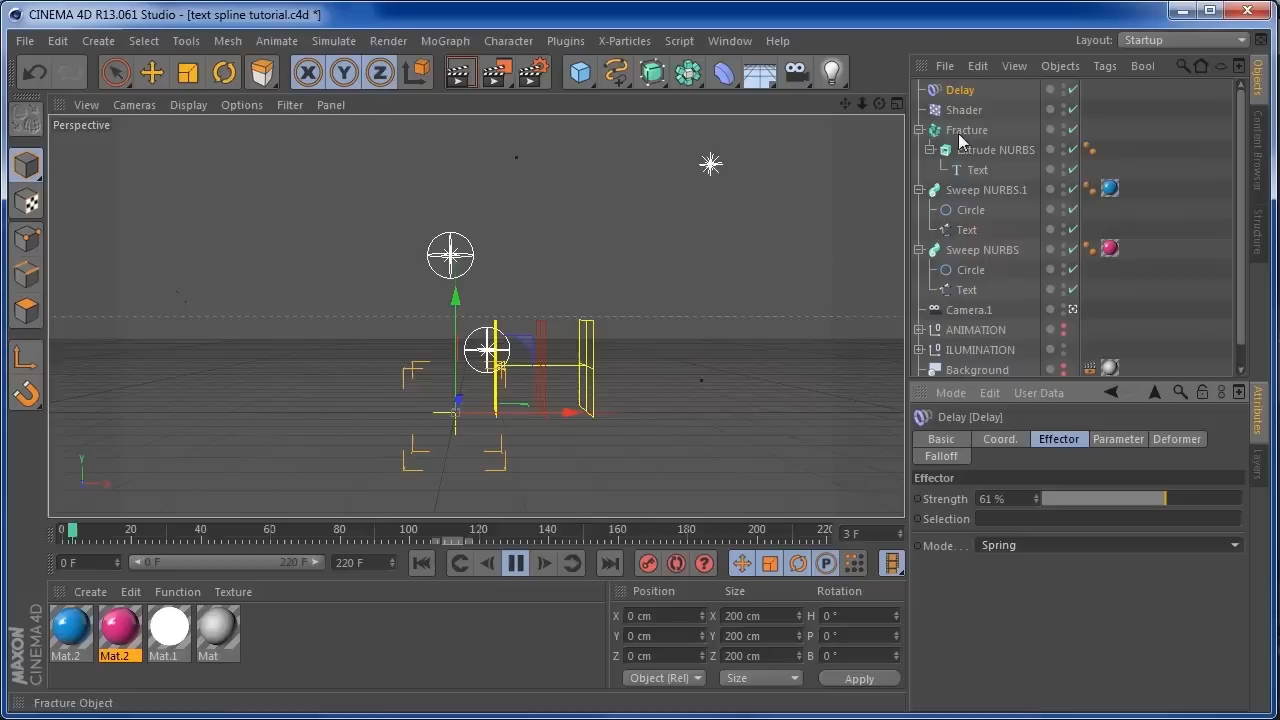 CINEMA 4D R13.061 Studio - [text spline tutorial.c4d *]
File Edit Create Select Tools Mesh Animate Simulate Render MoGraph Character Plugins X-Particles Script Window Help
Layout: Startup
X Y Z
File Edit View Objects Tags Bool
View Cameras Display Options Filter Panel
Perspective
Delay
Shader
Fracture
Extrude NURBS
Text
Sweep NURBS.1
Circle
Text
Sweep NURBS
Circle
Text
Camera.1
ANIMATION
ILUMINATION
Background
Objects
Content Browser
Structure
Attributes
Layers
Mode Edit User Data
Delay [Delay]
Basic Coord. Effector Parameter Deformer
Falloff
Effector
Strength 61 %
Selection
Mode. . . Spring
Y
X
0 20 40 60 80 100 120 140 160 180 200 220
3 F
0 F 0 F 220 F 220 F
Create Edit Function Texture
Mat.2 Mat.2 Mat.1 Mat
Position Size Rotation
X 0 cm X 200 cm H 0 °
Y 0 cm Y 200 cm P 0 °
Z 0 cm Z 200 cm B 0 °
Object (Rel) Size Apply
MAXON
CINEMA 4D
Fracture Object